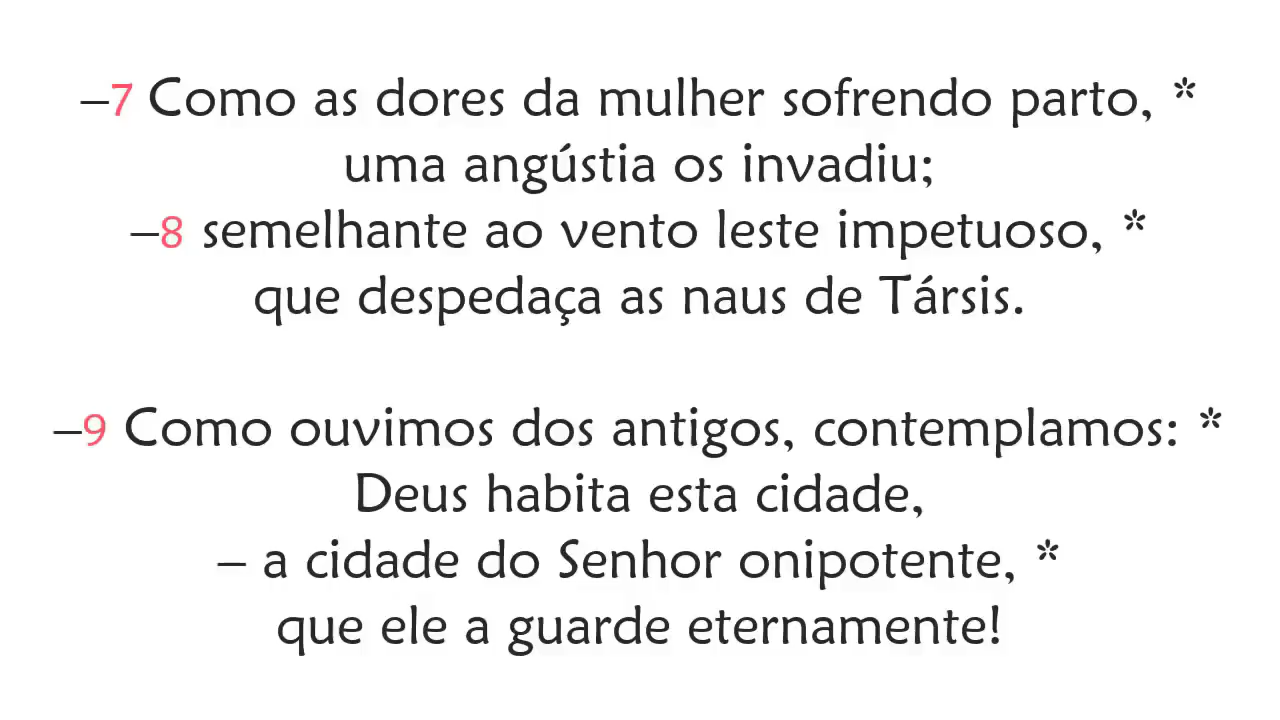 –7 Como as dores da mulher sofrendo parto, *
uma angústia os invadiu;
–8 semelhante ao vento leste impetuoso, *
que despedaça as naus de Társis.
–9 Como ouvimos dos antigos, contemplamos: *
Deus habita esta cidade,
– a cidade do Senhor onipotente, *
que ele a guarde eternamente!